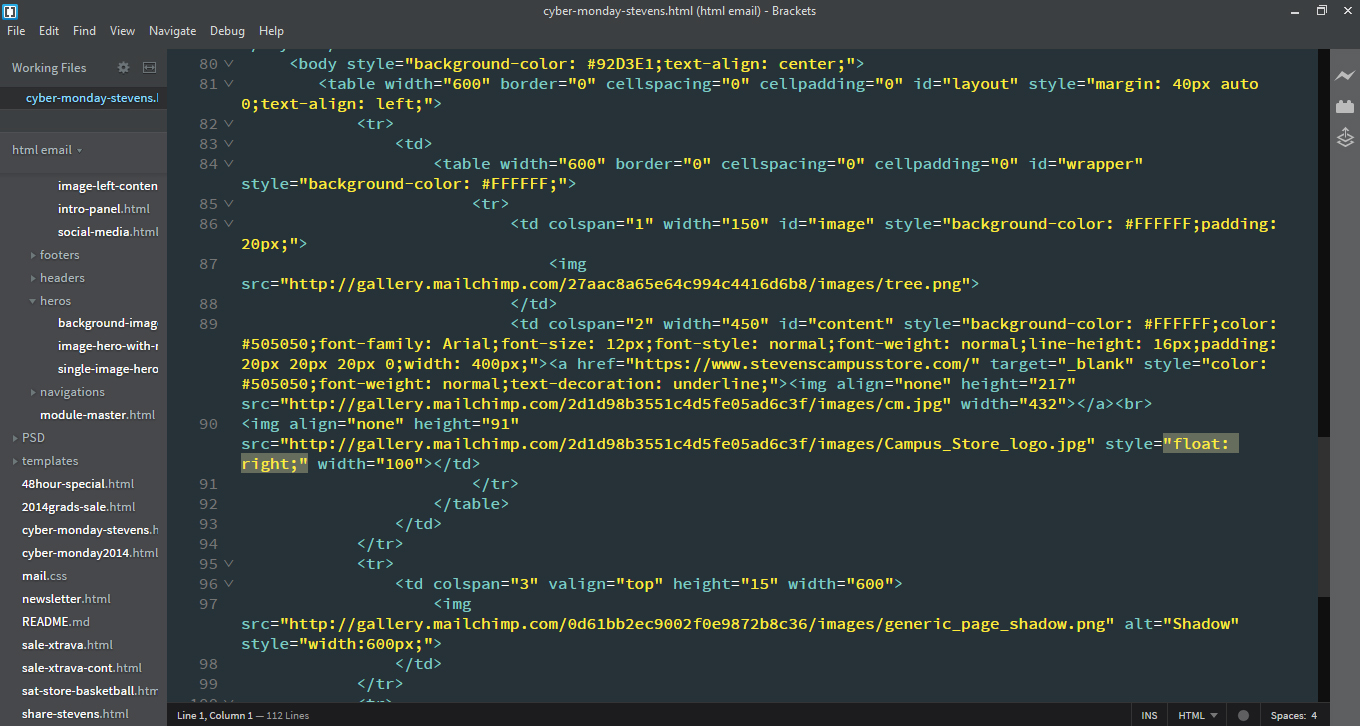 cyber-monday-stevens.html (html email) - Brackets
File Edit Find View Navigate Debug Help
Working Files
cyber-monday-stevens.
html email
image-left-conten
intro-panel.html
social-media.html
footers
headers
heros
background-imag
image-hero-with-
single-image-hero
navigations
module-master.html
PSD
templates
48hour-special.html
2014grads-sale.html
cyber-monday-stevens.h
cyber-monday2014.html
mail.css
newsletter.html
README.md
sale-xtrava.html
sale-xtrava-cont.html
sat-store-basketball.htm
share-stevens.html
80 <body style="background-color: #92D3E1;text-align: center;">
81 <table width="600" border="0" cellspacing="0" cellpadding="0" id="layout" style="margin: 40px auto
0;text-align: left;">
82 <tr>
83 <td>
84 <table width="600" border="0" cellspacing="0" cellpadding="0" id="wrapper"
style="background-color: #FFFFFF;">
85 <tr>
86 <td colspan="1" width="150" id="image" style="background-color: #FFFFFF;padding:
20px;">
87 <img
src="http://gallery.mailchimp.com/27aac8a65e64c994c4416d6b8/images/tree.png">
88 </td>
89 <td colspan="2" width="450" id="content" style="background-color: #FFFFFF;color:
#505050;font-family: Arial;font-size: 12px;font-style: normal;font-weight: normal;line-height: 16px;padding:
20px 20px 20px 0;width: 400px;"><a href="https://www.stevenscampusstore.com/" target="_blank" style="color:
#505050;font-weight: normal;text-decoration: underline;"><img align="none" height="217"
src="http://gallery.mailchimp.com/2d1d98b3551c4d5fe05ad6c3f/images/cm.jpg" width="432"></a><br>
90 <img align="none" height="91"
src="http://gallery.mailchimp.com/2d1d98b3551c4d5fe05ad6c3f/images/Campus_Store_logo.jpg" style="float:
right;" width="100"></td>
91 </tr>
92 </table>
93 </td>
94 </tr>
95 <tr>
96 <td colspan="3" valign="top" height="15" width="600">
97 <img
src="http://gallery.mailchimp.com/0d61bb2ec9002f0e9872b8c36/images/generic_page_shadow.png" alt="Shadow"
style="width:600px;">
98 </td>
99 </tr>
Line 1, Column 1 — 112 Lines
INS HTML Spaces: 4